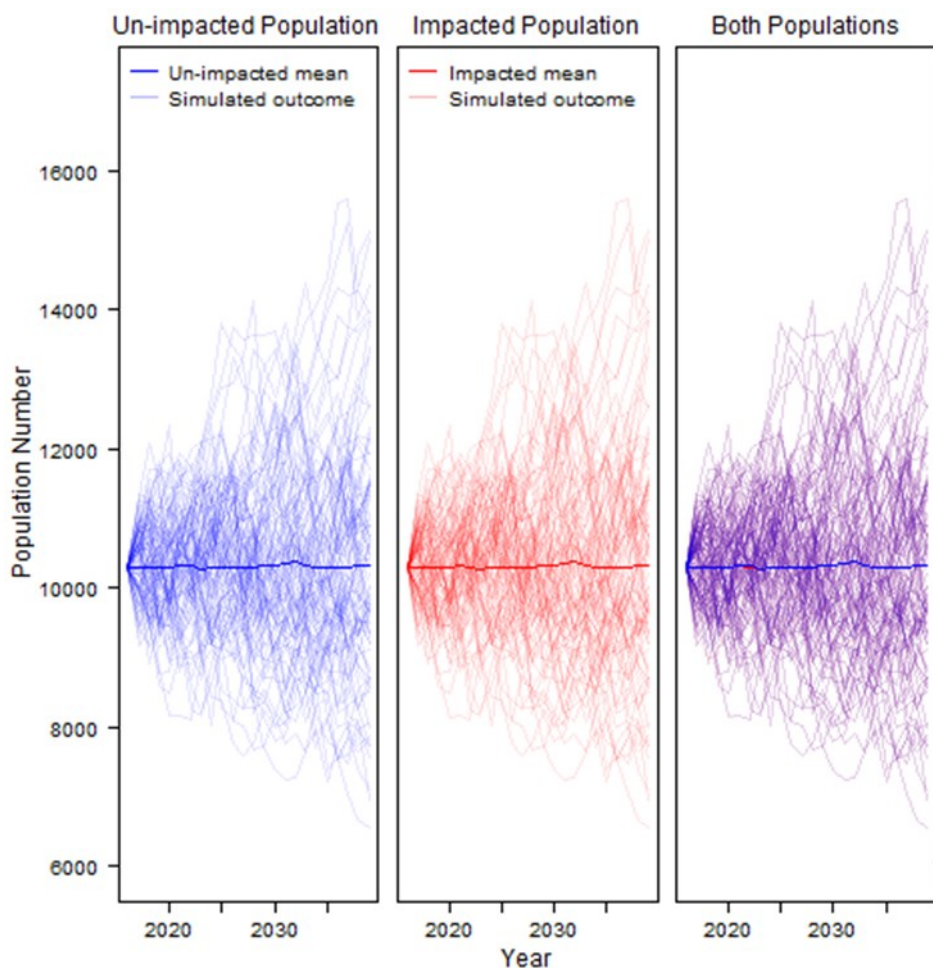 Un-impacted Population
Impacted Population
Both Populations
Un-impacted mean
Simulated outcome
Impacted mean
Simulated outcome
Population Number
16000
14000
12000
10000
8000
6000
2020
2030
2020
2030
2020
2030
Year